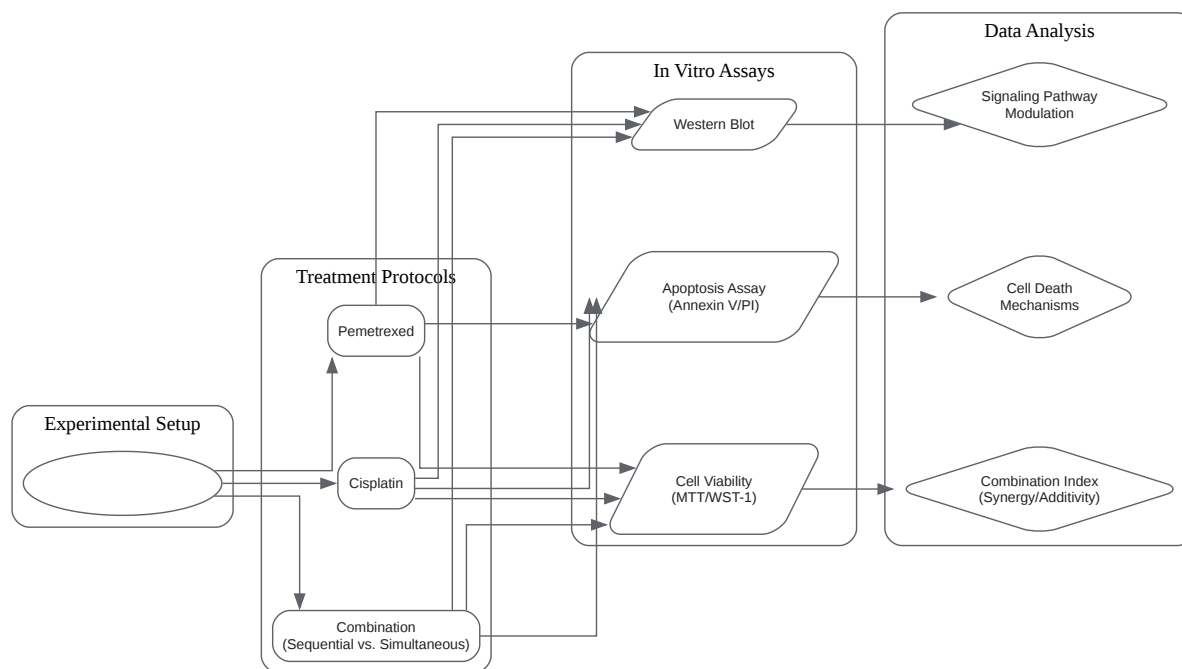 Data Analysis
In Vitro Assays
Signaling Pathway
Modulation
Western Blot
Treatment Protocols
Apoptosis Assay
(Annexin V/PI)
Cell Death
Mechanisms
Pemetrexed
Experimental Setup
Cisplatin
Cell Viability
(MTT/WST-1)
Combination Index
(Synergy/Additivity)
Combination
(Sequential vs. Simultaneous)